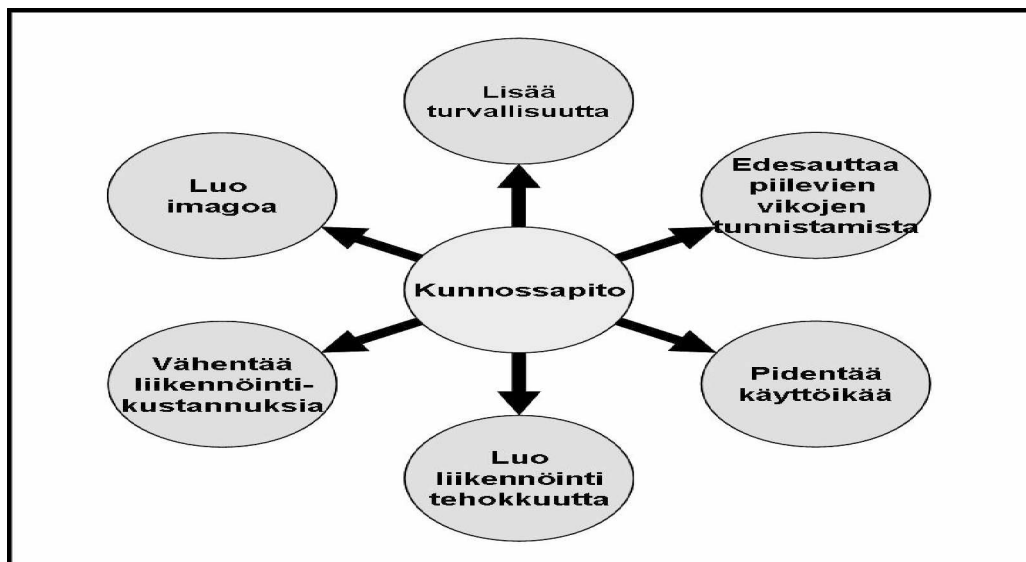 Lisää
turvallisuutta
Edesauttaa
piilevien
vikojen
tunnistamista
Luo
imagoa
Kunnossapito
Vähentää
liikennöinti-
kustannuksia
Pidentää
käyttöikää
Luo
liikennöinti
tehokkuutta